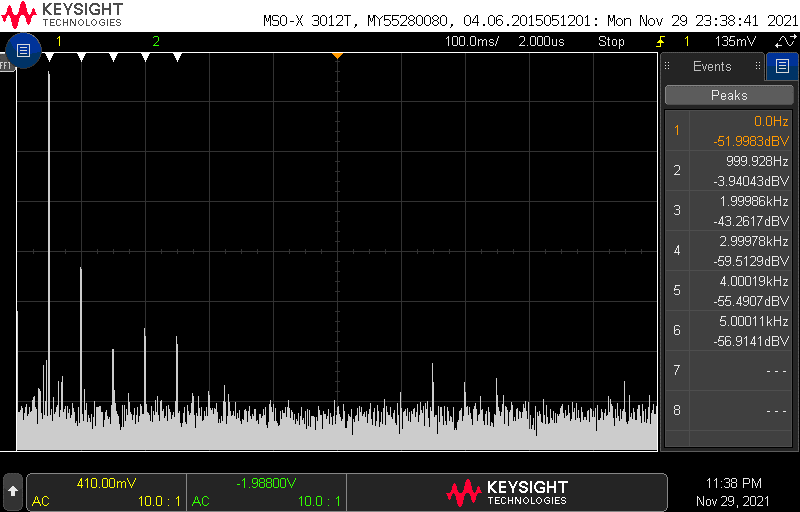 KEYSIGHT
TECHNOLOGIES
MSO-X 3012T, MY55280080, 04.06.2015051201: Mon Nov 29 23:38:41 2021
1 2 100.0ms/ 2.000us Stop 1 135mV
FFT
Events
Peaks
1 0.0Hz
-51.9983dBV
2 999.928Hz
-3.94043dBV
3 1.99986kHz
-43.2617dBV
4 2.99978kHz
-59.5129dBV
5 4.00019kHz
-55.4907dBV
6 5.00011kHz
-56.9141dBV
7 ---
8 ---
410.00mV
AC 10.0 : 1
-1.98800V
AC 10.0 : 1
KEYSIGHT
TECHNOLOGIES
11:38 PM
Nov 29, 2021